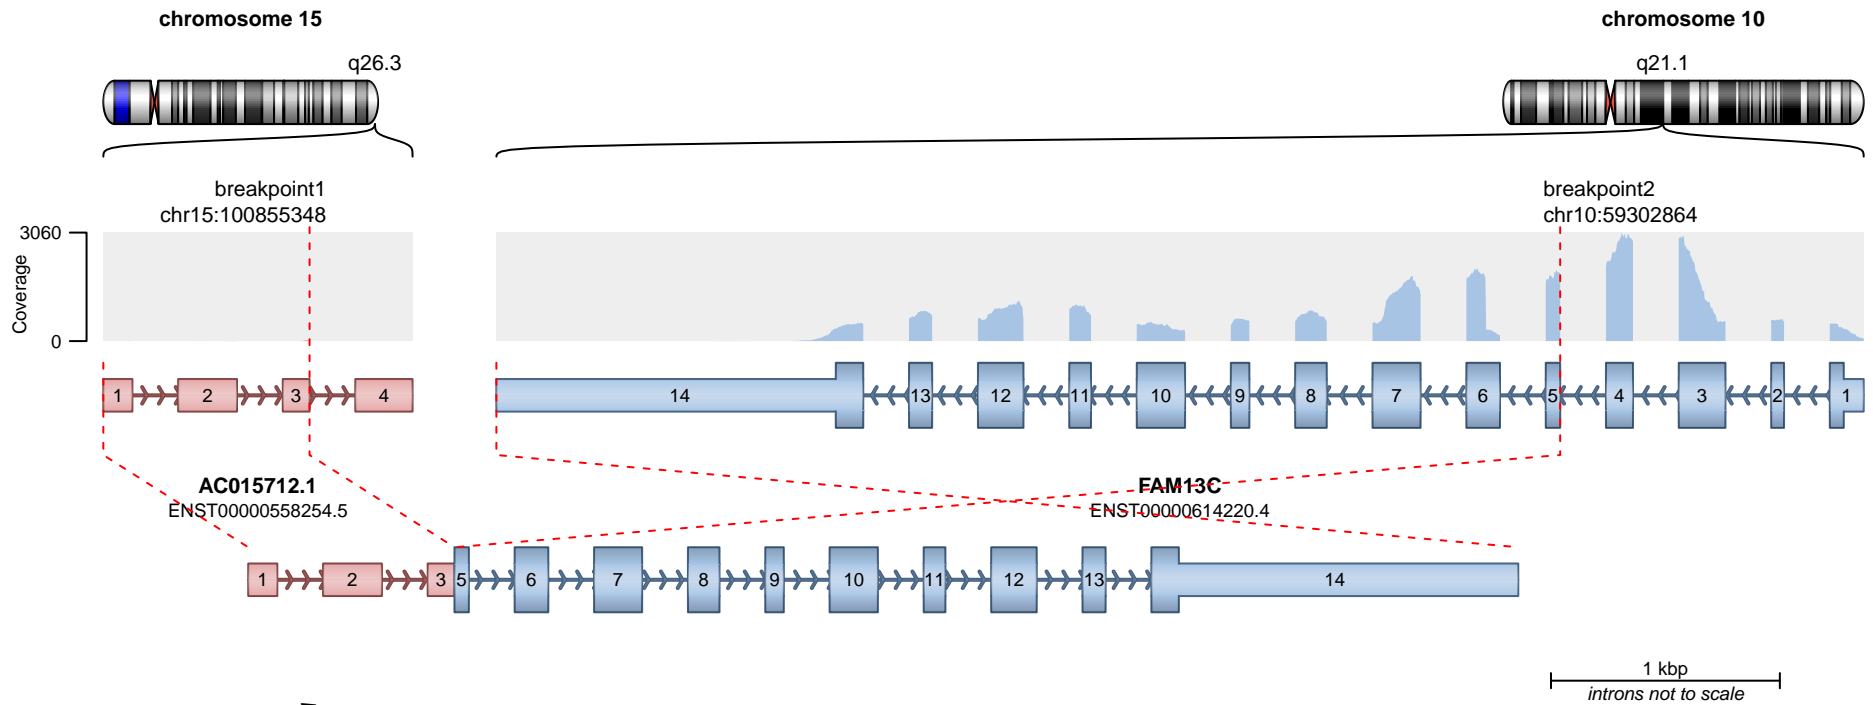 chromosome 15
chromosome 10
q26.3
q21.1
breakpoint1
chr15:100855348
breakpoint2
chr10:59302864
3060
0
Coverage
1 2 3 4
14 13 12 11 10 9 8 7 6 5 4 3 2 1
AC015712.1
ENST00000558254.5
FAM13C
ENST00000614220.4
1 2 3 5 6 7 8 9 10 11 12 13 14
1 kbp
introns not to scale